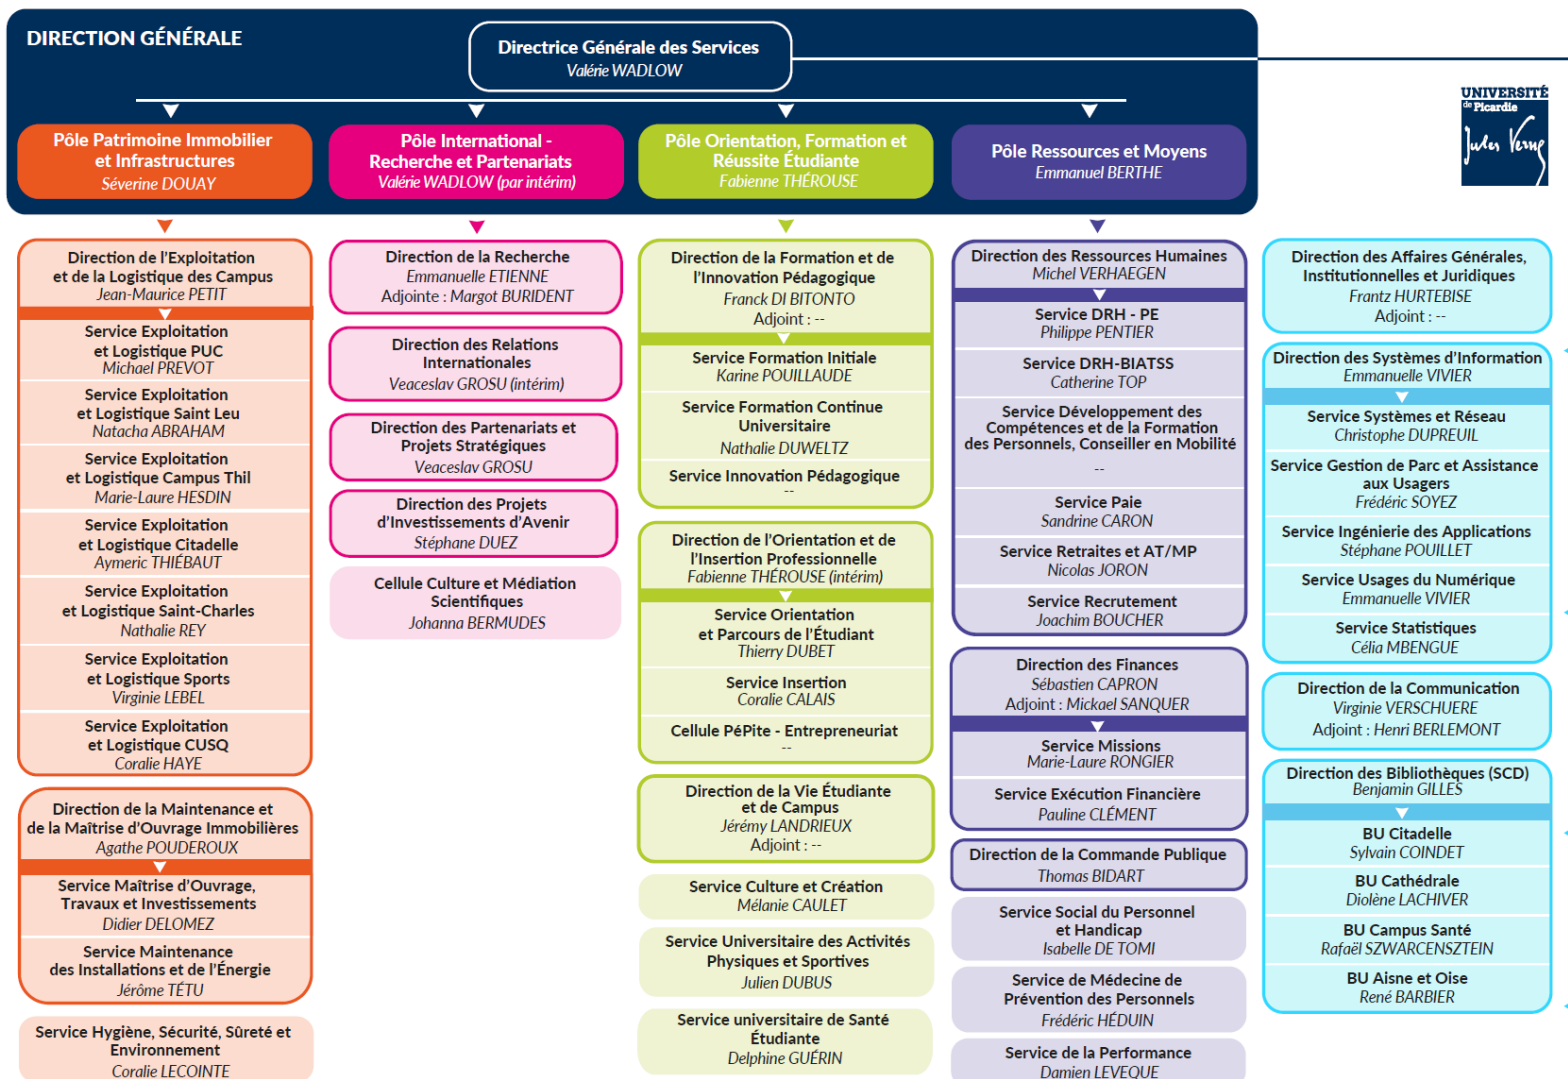 DIRECTION GÉNÉRALE
Directrice Générale des Services
Valérie WADLOW
UNIVERSITÉ
de Picardie
Jules Verne
Pôle Patrimoine Immobilier
et Infrastructures
Séverine DOUAY
Pôle International -
Recherche et Partenariats
Valérie WADLOW (par intérim)
Pôle Orientation, Formation et
Réussite Étudiante
Fabienne THÉROUSE
Pôle Ressources et Moyens
Emmanuel BERTHE
Direction de l'Exploitation
et de la Logistique des Campus
Jean-Maurice PETIT
Service Exploitation
et Logistique PUC
Michael PREVOT
Service Exploitation
et Logistique Saint Leu
Natacha ABRAHAM
Service Exploitation
et Logistique Campus Thil
Marie-Laure HESDIN
Service Exploitation
et Logistique Citadelle
Aymeric THIÉBAUT
Service Exploitation
et Logistique Saint-Charles
Nathalie REY
Service Exploitation
et Logistique Sports
Virginie LEBEL
Service Exploitation
et Logistique CUSQ
Coralie HAYE
Direction de la Maintenance et
de la Maîtrise d'Ouvrage Immobilières
Agathe POUDEROUX
Service Maîtrise d'Ouvrage,
Travaux et Investissements
Didier DELOMEZ
Service Maintenance
des Installations et de l'Énergie
Jérôme TÉTU
Service Hygiène, Sécurité, Sûreté et
Environnement
Coralie LECOINTE
Direction de la Recherche
Emmanuelle ETIENNE
Adjointe : Margot BURIDENT
Direction des Relations
Internationales
Veaceslav GROSU (intérim)
Direction des Partenariats et
Projets Stratégiques
Veaceslav GROSU
Direction des Projets
d'Investissements d'Avenir
Stéphane DUEZ
Cellule Culture et Médiation
Scientifiques
Johanna BERMUDES
Direction de la Formation et de
l'Innovation Pédagogique
Franck DI BITONTO
Adjoint : --
Service Formation Initiale
Karine POUILLAUDE
Service Formation Continue
Universitaire
Nathalie DUWELTZ
Service Innovation Pédagogique
--
Direction de l'Orientation et de
l'Insertion Professionnelle
Fabienne THÉROUSE (intérim)
Service Orientation
et Parcours de l'Étudiant
Thierry DUBET
Service Insertion
Coralie CALAIS
Cellule PéPite - Entrepreneuriat
--
Direction de la Vie Étudiante
et de Campus
Jérémy LANDRIEUX
Adjoint : --
Service Culture et Création
Mélanie CAULET
Service Universitaire des Activités
Physiques et Sportives
Julien DUBUS
Service universitaire de Santé
Étudiante
Delphine GUÉRIN
Direction des Ressources Humaines
Michel VERHAEGEN
Service DRH - PE
Philippe PENTIER
Service DRH-BIATSS
Catherine TOP
Service Développement des
Compétences et de la Formation
des Personnels, Conseiller en Mobilité
--
Service Paie
Sandrine CARON
Service Retraites et AT/MP
Nicolas JORON
Service Recrutement
Joachim BOUCHER
Direction des Finances
Sébastien CAPRON
Adjoint : Mickael SANQUER
Service Missions
Marie-Laure RONGIER
Service Exécution Financière
Pauline CLÉMENT
Direction de la Commande Publique
Thomas BIDART
Service Social du Personnel
et Handicap
Isabelle DE TOMI
Service de Médecine de
Prévention des Personnels
Frédéric HÉDUIN
Service de la Performance
Damien LEVEQUE
Direction des Affaires Générales,
Institutionnelles et Juridiques
Frantz HURTEBISE
Adjoint : --
Direction des Systèmes d'Information
Emmanuelle VIVIER
Service Systèmes et Réseau
Christophe DUPREUIL
Service Gestion de Parc et Assistance
aux Usagers
Frédéric SOYEZ
Service Ingénierie des Applications
Stéphane POUILLET
Service Usages du Numérique
Emmanuelle VIVIER
Service Statistiques
Célia MBENGUE
Direction de la Communication
Virginie VERSCHUERE
Adjoint : Henri BERLEMONT
Direction des Bibliothèques (SCD)
Benjamin GILLES
BU Citadelle
Sylvain COINDET
BU Cathédrale
Diolène LACHIVER
BU Campus Santé
Rafaël SZWARCENSZTEIN
BU Aisne et Oise
René BARBIER